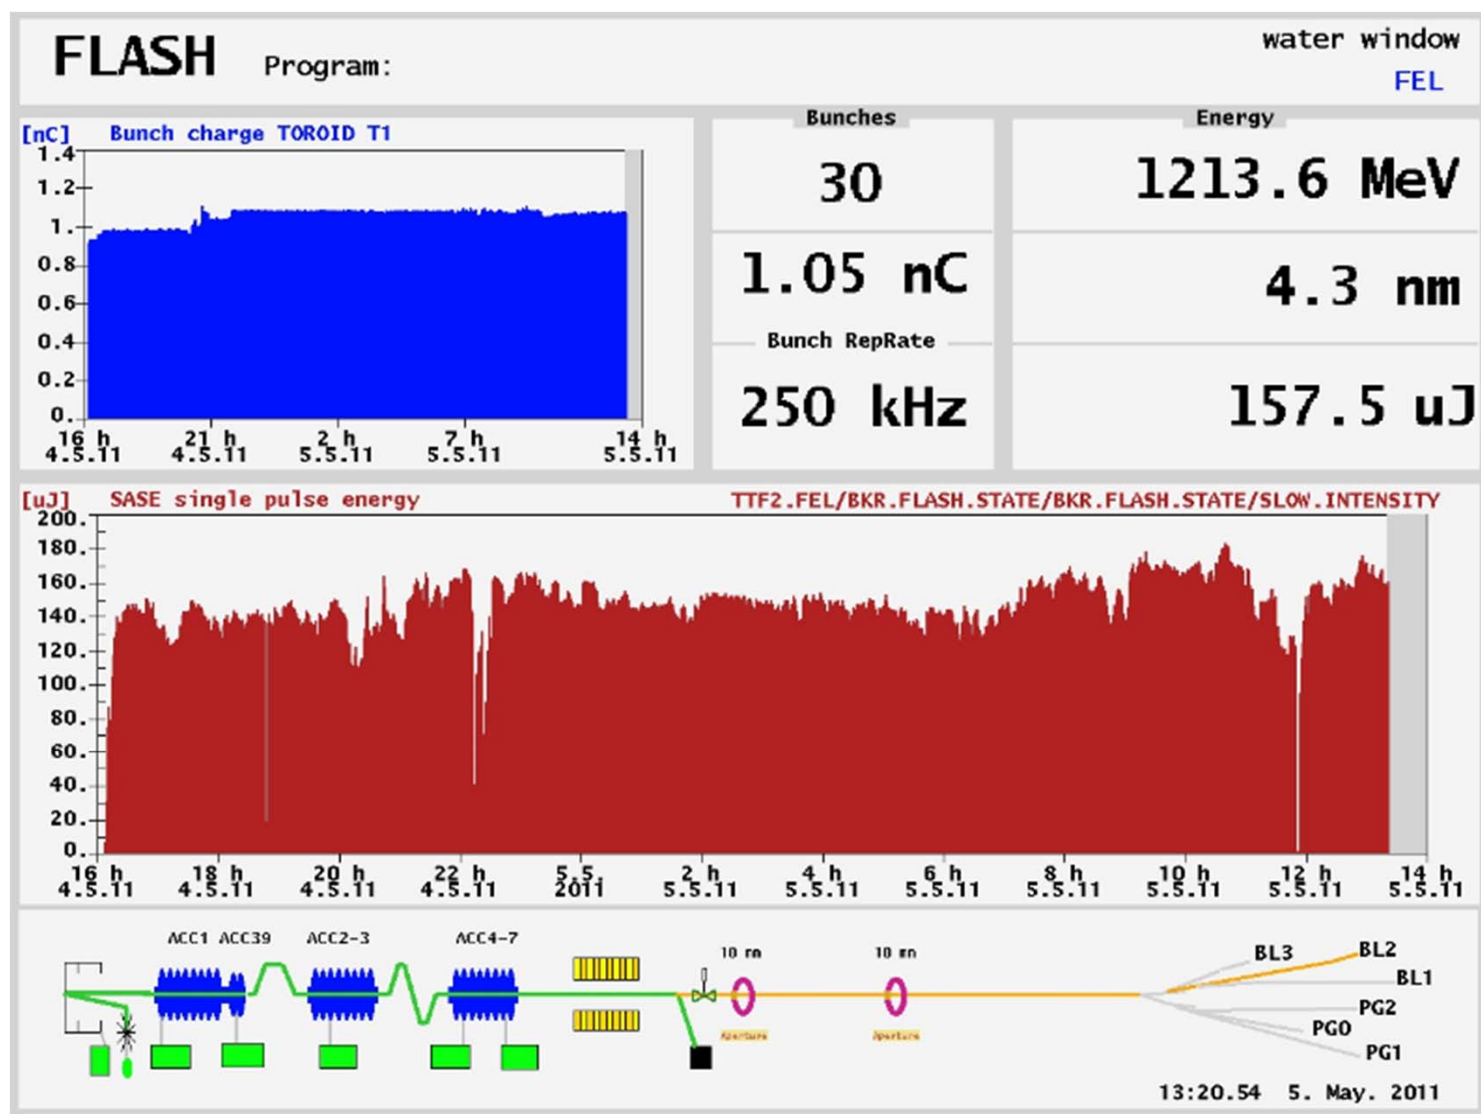 FLASH Program:
water window
FEL
[nC] Bunch charge TOROID T1
1.4
1.2
1.
0.8
0.6
0.4
0.2
0.
16 h 21 h 2 h 7 h 14 h
4.5.11 4.5.11 5.5.11 5.5.11 5.5.11
Bunches
30
1.05 nC
Bunch RepRate
250 kHz
Energy
1213.6 MeV
4.3 nm
157.5 uJ
[uJ] SASE single pulse energy TTF2.FEL/BKR.FLASH.STATE/BKR.FLASH.STATE/SLOW.INTENSITY
200.
180.
160.
140.
120.
100.
80.
60.
40.
20.
0.
16 h 18 h 20 h 22 h 5.5. 2 h 4 h 6 h 8 h 10 h 12 h 14 h
4.5.11 4.5.11 4.5.11 4.5.11 2011 5.5.11 5.5.11 5.5.11 5.5.11 5.5.11 5.5.11 5.5.11
ACC1 ACC39 ACC2-3 ACC4-7
10 mm 10 mm
Aperture Aperture
BL3 BL2
BL1
PG2
PG0
PG1
13:20.54 5. May. 2011